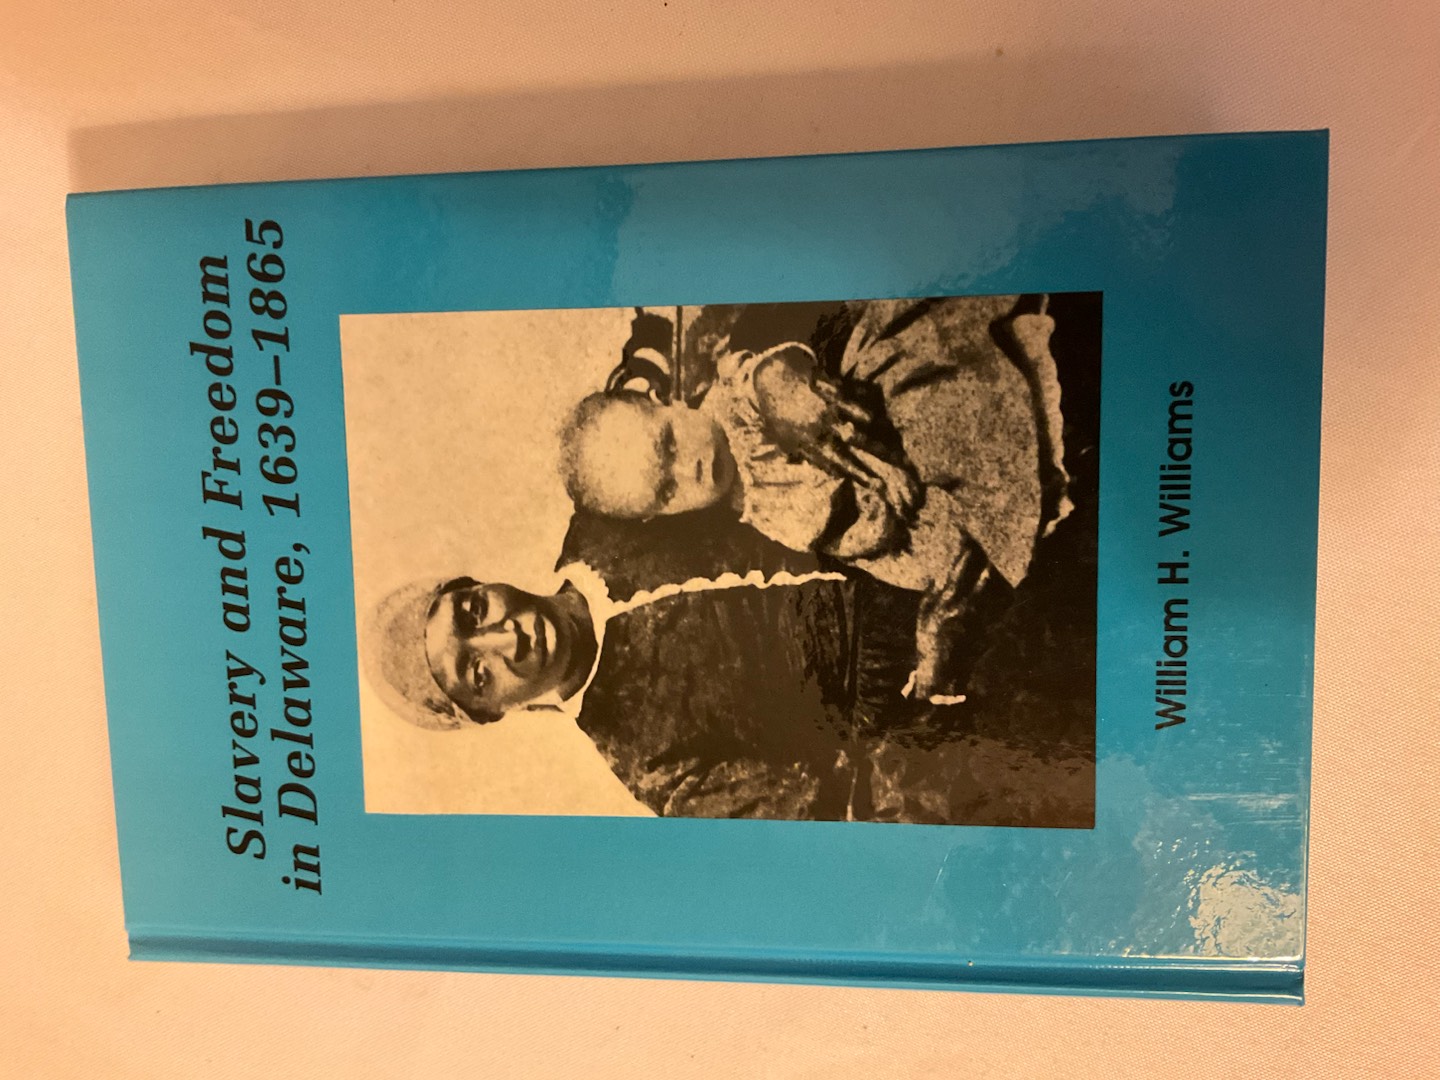 Slavery and Freedom
in Delaware, 1639–1865
William H. Williams